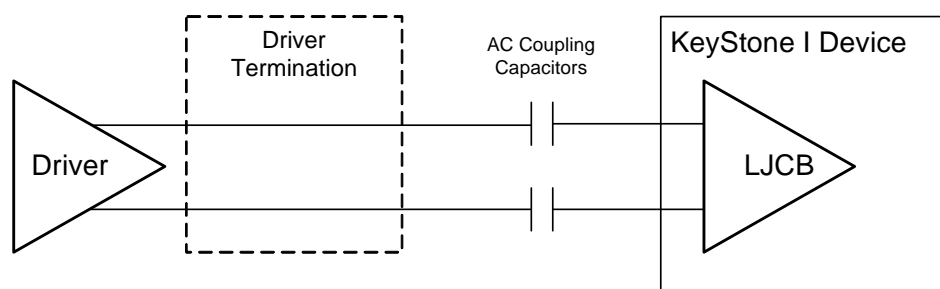 Driver
Termination
AC Coupling
Capacitors
KeyStone I Device
Driver
LJCB